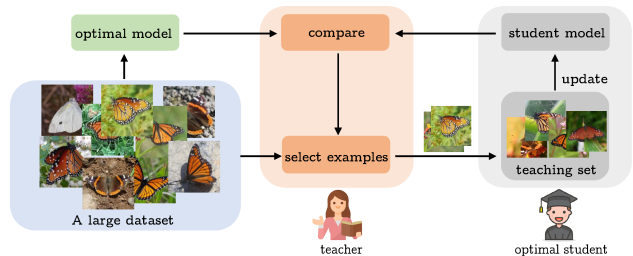 optimal model
compare
student model
update
select examples
teaching set
A large dataset
teacher
optimal student